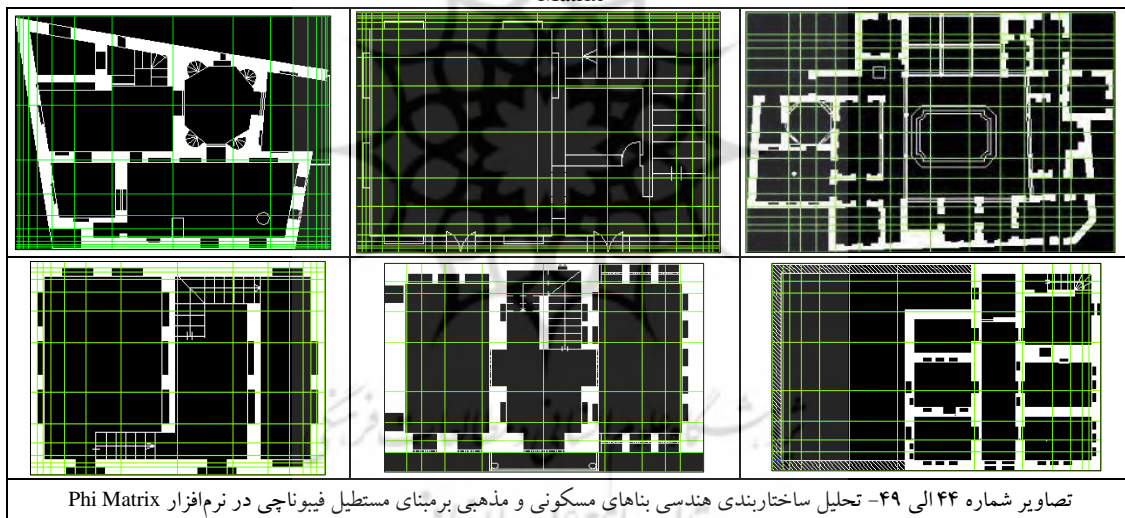 Matrix
تصاویر شماره ۴۴ الی ۴۹- تحلیل ساختاربندی هندسی بناهای مسکونی و مذهبی برمبنای مستطیل فیبوناچی در نرم‌افزار Phi Matrix